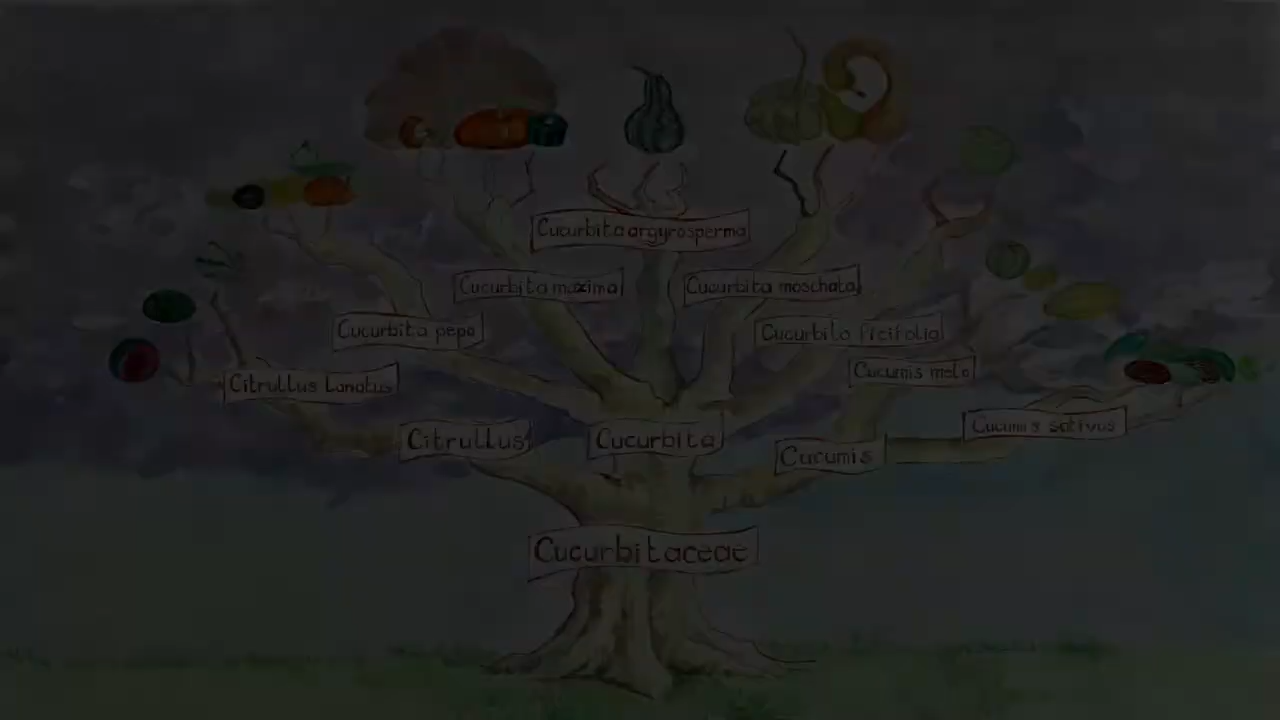 Cucurbita argyrosperma
Cucurbita maxima
Cucurbita moschata
Cucurbita pepo
Cucurbita ficifolia
Cucumis melo
Citrullus lanatus
Cucumis sativus
Citrullus
Cucurbita
Cucumis
Cucurbitaceae